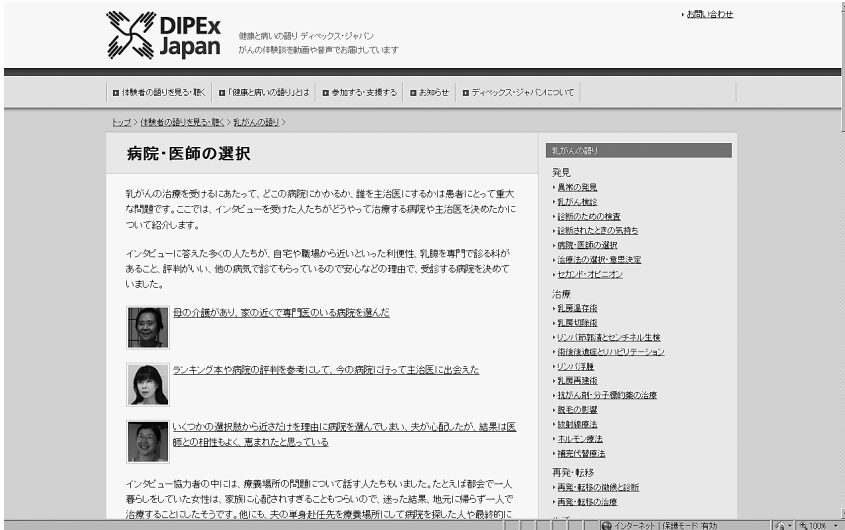 お問い合わせ
DIPEx
Japan
健康と病いの語り ディペックス・ジャパン
がんの体験談を動画や音声でお届けしています
体験者の語りを見る・聴く 「健康と病いの語り」とは 参加する・支援する お知らせ ディペックス・ジャパンについて
トップ > 体験者の語りを見る・聴く > 乳がんの語り >
病院・医師の選択
乳がんの治療を受けるにあたって、どこの病院にかかるか、誰を主治医にするかは患者にとって重大
な問題です。ここでは、インタビューを受けた人たちがどうやって治療する病院や主治医を決めたかに
ついて紹介します。
インタビューに答えた多くの人たちが、自宅や職場から近いといった利便性、乳腺を専門で診る科が
あること、評判がいい、他の病気で診てもらっているので安心などの理由で、受診する病院を決めて
いました。
母の介護があり、家の近くで専門医のいる病院を選んだ
ランキング本や病院の評判を参考にして、今の病院に行って主治医に出会えた
いくつかの選択肢から近さだけを理由に病院を選んでしまい、夫が心配したが、結果は医
師との相性もよく、恵まれたと思っている
インタビュー協力者の中には、療養場所の問題について話す人たちもいました。たとえば都会で一人
暮らしをしていた女性は、家族に心配されすぎることもつらいので、迷った結果、地元に帰らず一人で
治療することにしたそうです。他にも、夫の単身赴任先を療養場所にして病院を探した人や最終的に
乳がんの語り
発見
異常の発見
乳がん検診
診断のための検査
診断されたときの気持ち
病院・医師の選択
治療法の選択・意思決定
セカンド・オピニオン
治療
乳房温存術
乳房切除術
リンパ節郭清とセンチネル生検
術後後遺症とリハビリテーション
リンパ浮腫
乳房再建術
抗がん剤・分子標的薬の治療
脱毛の影響
放射線療法
ホルモン療法
補完代替療法
再発・転移
再発・転移の徴候と診断
再発・転移の治療
インターネット | 保護モード: 有効
100%